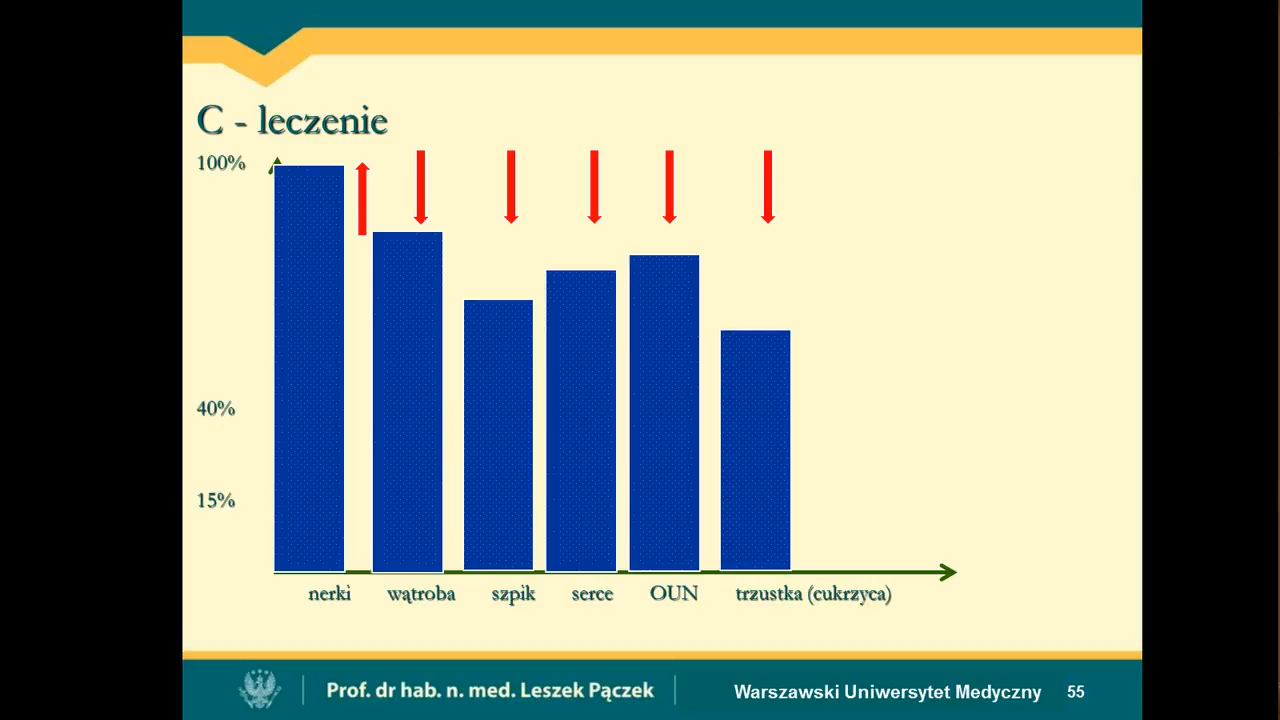 C - leczenie
100%
40%
15%
nerki wątroba szpik serce OUN trzustka (cukrzyca)
Prof. dr hab. n. med. Leszek Pączek Warszawski Uniwersytet Medyczny 55